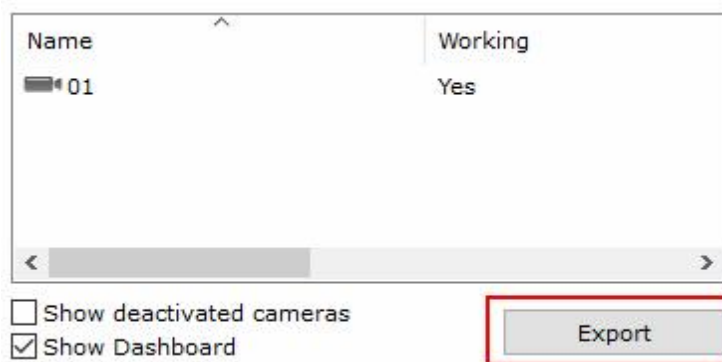 Name Working
01 Yes
Show deactivated cameras
Show Dashboard Export